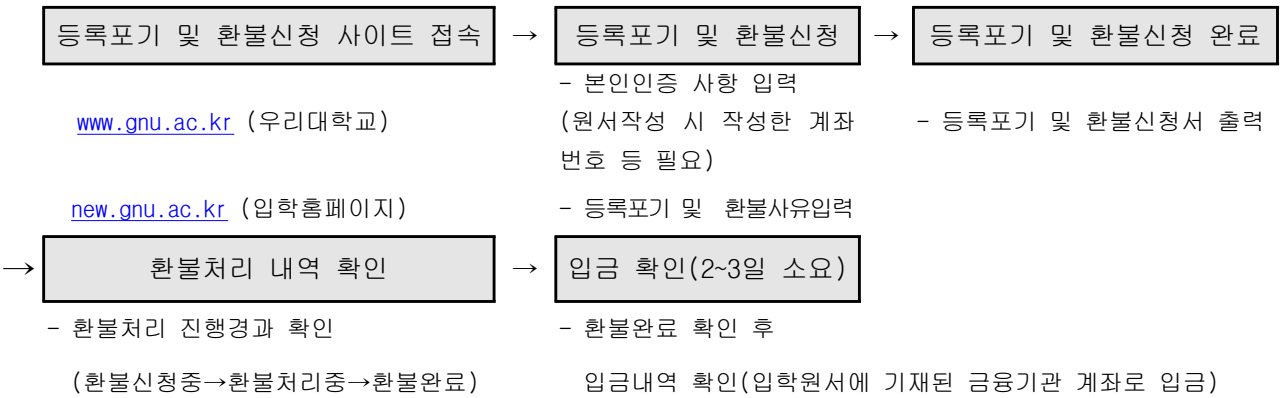 등록포기 및 환불신청 사이트 접속 → 등록포기 및 환불신청 → 등록포기 및 환불신청 완료
- 본인인증 사항 입력
www.gnu.ac.kr (우리대학교) (원서작성 시 작성한 계좌 - 등록포기 및 환불신청서 출력
번호 등 필요)
new.gnu.ac.kr (입학홈페이지) - 등록포기 및 환불사유입력
→ 환불처리 내역 확인 → 입금 확인(2~3일 소요)
- 환불처리 진행경과 확인 - 환불완료 확인 후
(환불신청중→환불처리중→환불완료) 입금내역 확인(입학원서에 기재된 금융기관 계좌로 입금)